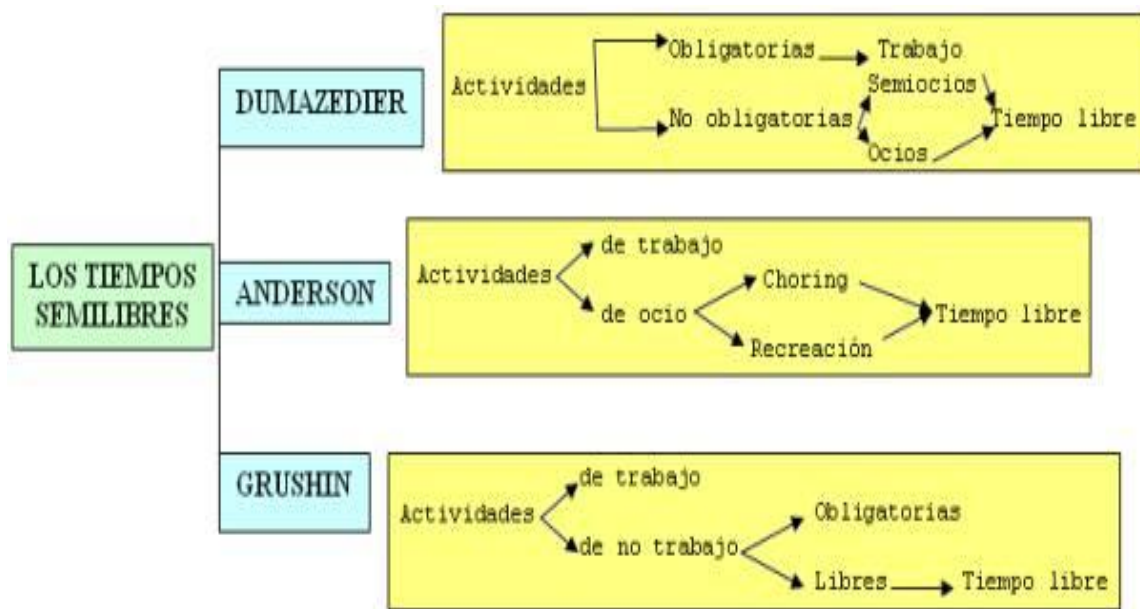 LOS TIEMPOS
SEMILIBRES
DUMAZEDIER
Actividades
Obligatorias
Trabajo
No obligatorias
Semiocios
Ocios
Tiempo libre
ANDERSON
Actividades
de trabajo
de ocio
Choring
Recreación
Tiempo libre
GRUSHIN
Actividades
de trabajo
de no trabajo
Obligatorias
Libres
Tiempo libre